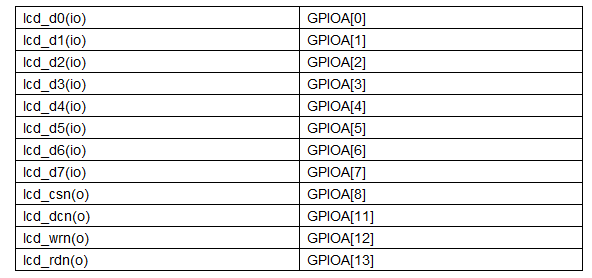 lcd_d0(io) GPIOA[0]
lcd_d1(io) GPIOA[1]
lcd_d2(io) GPIOA[2]
lcd_d3(io) GPIOA[3]
lcd_d4(io) GPIOA[4]
lcd_d5(io) GPIOA[5]
lcd_d6(io) GPIOA[6]
lcd_d7(io) GPIOA[7]
lcd_csn(o) GPIOA[8]
lcd_dcn(o) GPIOA[11]
lcd_wrn(o) GPIOA[12]
lcd_rdn(o) GPIOA[13]